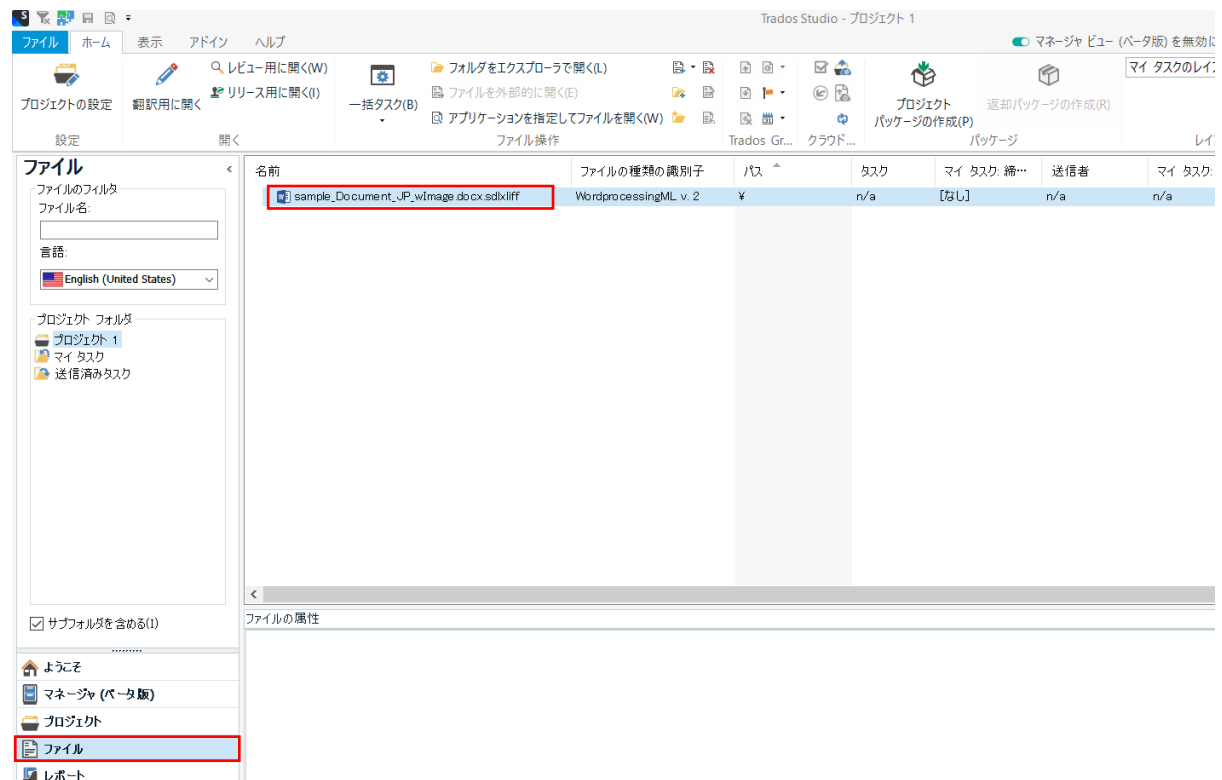 Trados Studio - プロジェクト 1
ファイル ホーム 表示 アドイン ヘルプ マネージャ ビュー (ベータ版) を無効に
プロジェクトの設定
設定
翻訳用に開く
レビュー用に開く(W)
リリース用に開く(I)
開く
一括タスク(B)
フォルダをエクスプローラで開く(L)
ファイルを外部的に開く(E)
アプリケーションを指定してファイルを開く(W)
ファイル操作
Trados Gr...
クラウド...
プロジェクト
パッケージの作成(P)
返却パッケージの作成(R)
パッケージ
マイ タスクのレイア
レイ
ファイル
ファイルのフィルタ
ファイル名:
言語:
English (United States)
プロジェクト フォルダ
プロジェクト 1
マイ タスク
送信済みタスク
サブフォルダを含める(I)
ようこそ
マネージャ (ベータ版)
プロジェクト
ファイル
レポート
名前 ファイルの種類の識別子 パス タスク マイ タスク: 締… 送信者 マイ タスク:
sample_Document_JP_wImage.docx.sdlxliff WordprocessingML v. 2 ¥ n/a [なし] n/a n/a
ファイルの属性